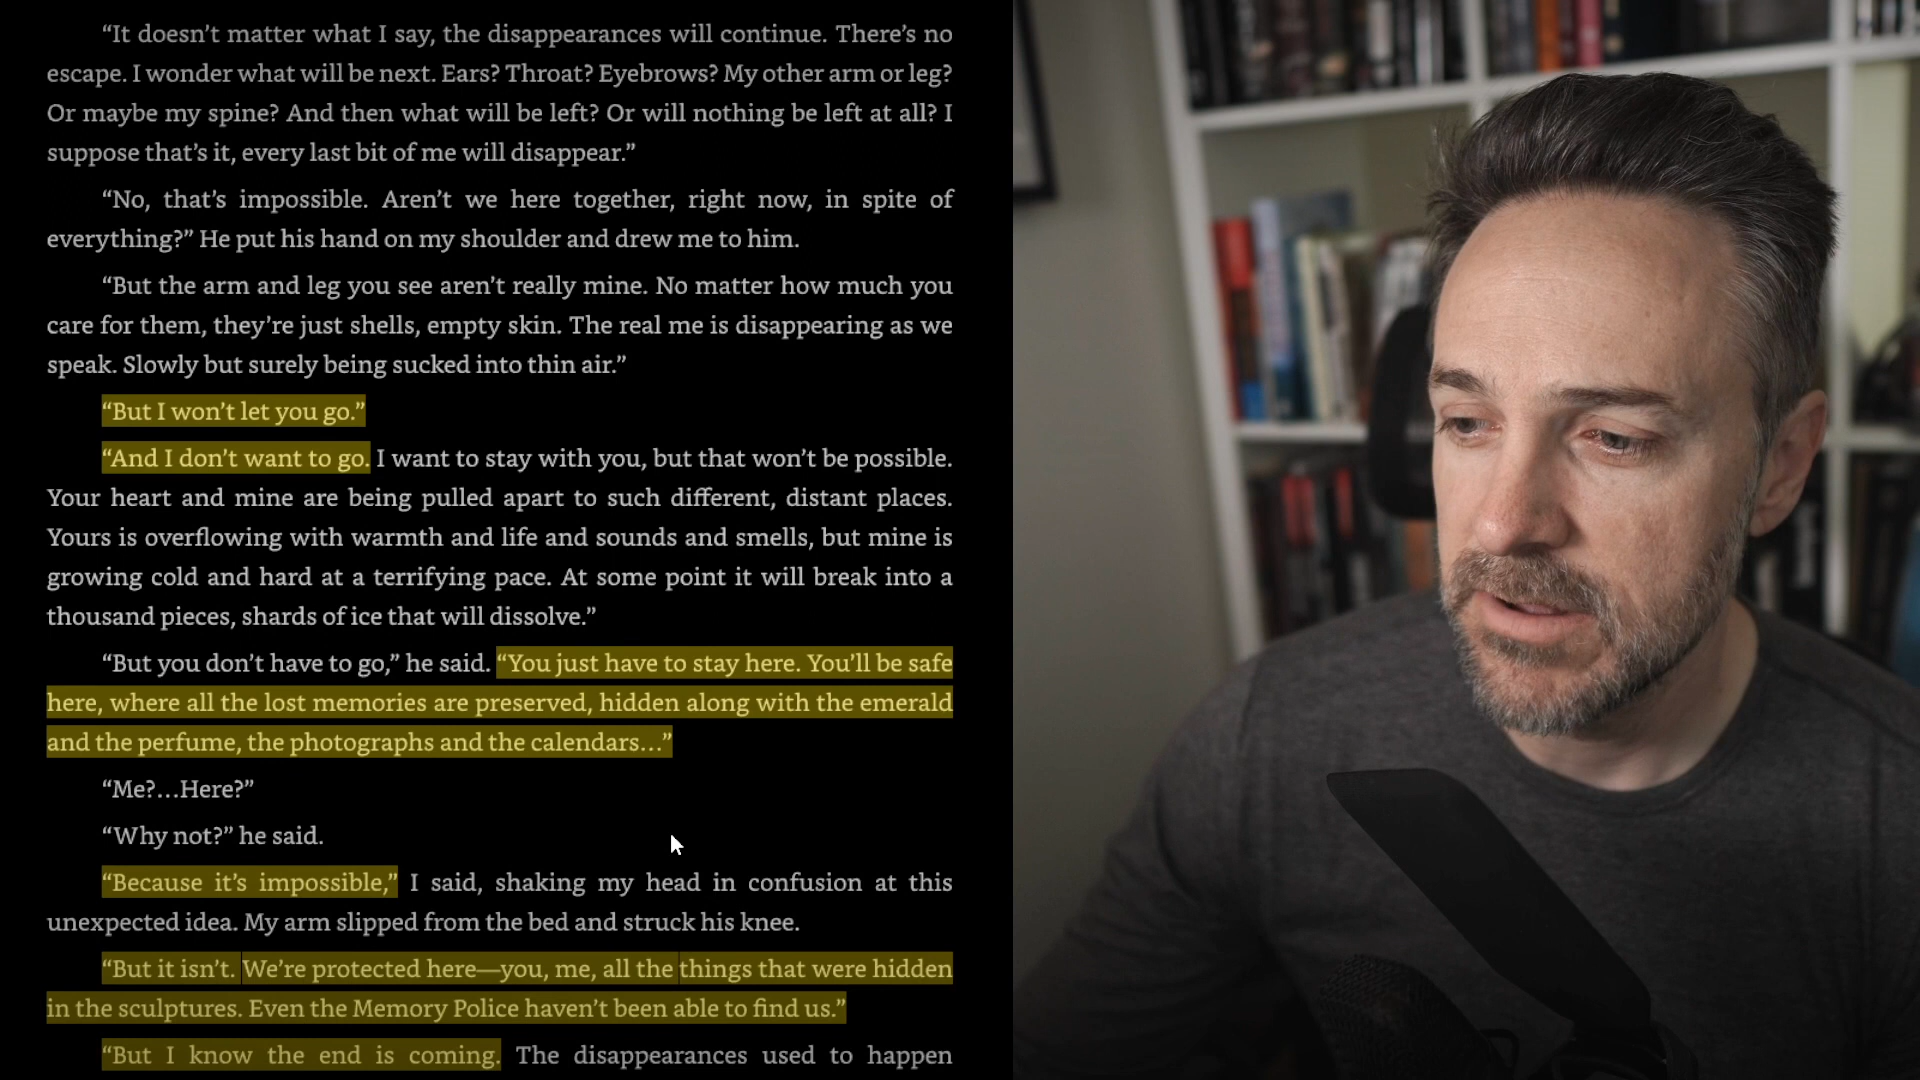 “It doesn’t matter what I say, the disappearances will continue. There’s no
escape. I wonder what will be next. Ears? Throat? Eyebrows? My other arm or leg?
Or maybe my spine? And then what will be left? Or will nothing be left at all? I
suppose that’s it, every last bit of me will disappear.”
“No, that’s impossible. Aren’t we here together, right now, in spite of
everything?” He put his hand on my shoulder and drew me to him.
“But the arm and leg you see aren’t really mine. No matter how much you
care for them, they’re just shells, empty skin. The real me is disappearing as we
speak. Slowly but surely being sucked into thin air.”
“But I won’t let you go.”
“And I don’t want to go. I want to stay with you, but that won’t be possible.
Your heart and mine are being pulled apart to such different, distant places.
Yours is overflowing with warmth and life and sounds and smells, but mine is
growing cold and hard at a terrifying pace. At some point it will break into a
thousand pieces, shards of ice that will dissolve.”
“But you don’t have to go,” he said. “You just have to stay here. You’ll be safe
here, where all the lost memories are preserved, hidden along with the emerald
and the perfume, the photographs and the calendars…”
“Me?…Here?”
“Why not?” he said.
“Because it’s impossible,” I said, shaking my head in confusion at this
unexpected idea. My arm slipped from the bed and struck his knee.
“But it isn’t. We’re protected here—you, me, all the things that were hidden
in the sculptures. Even the Memory Police haven’t been able to find us.”
“But I know the end is coming. The disappearances used to happen